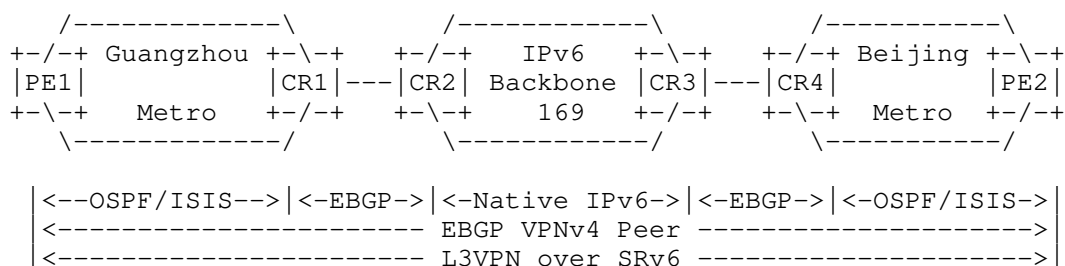 /-------------\ /------------\ /-----------\
+-/-+ Guangzhou +-\-+ +-/-+ IPv6 +-\-+ +-/-+ Beijing +-\-+
|PE1| |CR1|---|CR2| Backbone |CR3|---|CR4| |PE2|
+-\-+ Metro +-/-+ +-\-+ 169 +-/-+ +-\-+ Metro +-/-+
\-------------/ \------------/ \-----------/
|<--OSPF/ISIS-->|<-EBGP->|<-Native IPv6->|<-EBGP->|<-OSPF/ISIS->|
|<----------------------- EBGP VPNv4 Peer -------------------->|
|<----------------------- L3VPN over SRv6 -------------------->|